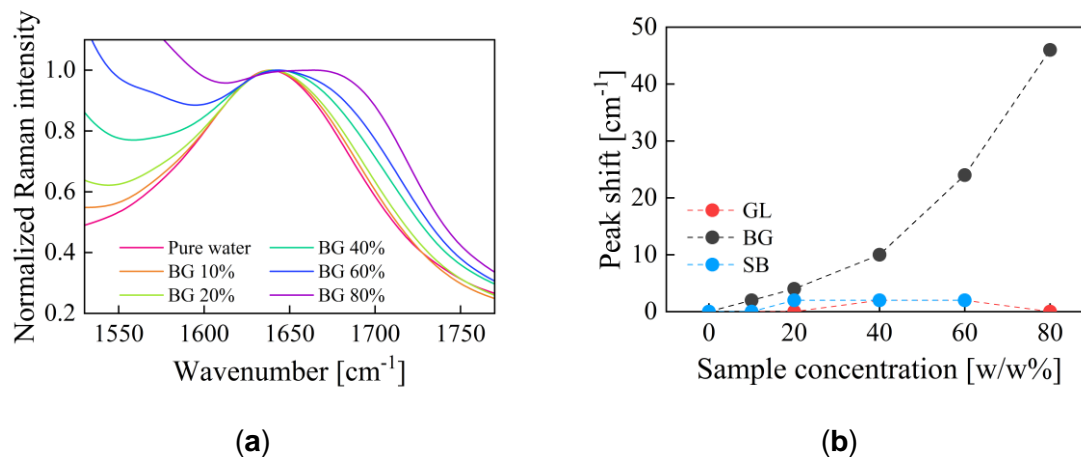 Normalized Raman intensity
1.0
0.8
0.6
0.4
0.2
Pure water
BG 10%
BG 20%
BG 40%
BG 60%
BG 80%
1550 1600 1650 1700 1750
Wavenumber [cm⁻¹]
(a)
Peak shift [cm⁻¹]
50
40
30
20
10
0
GL
BG
SB
0 20 40 60 80
Sample concentration [w/w%]
(b)